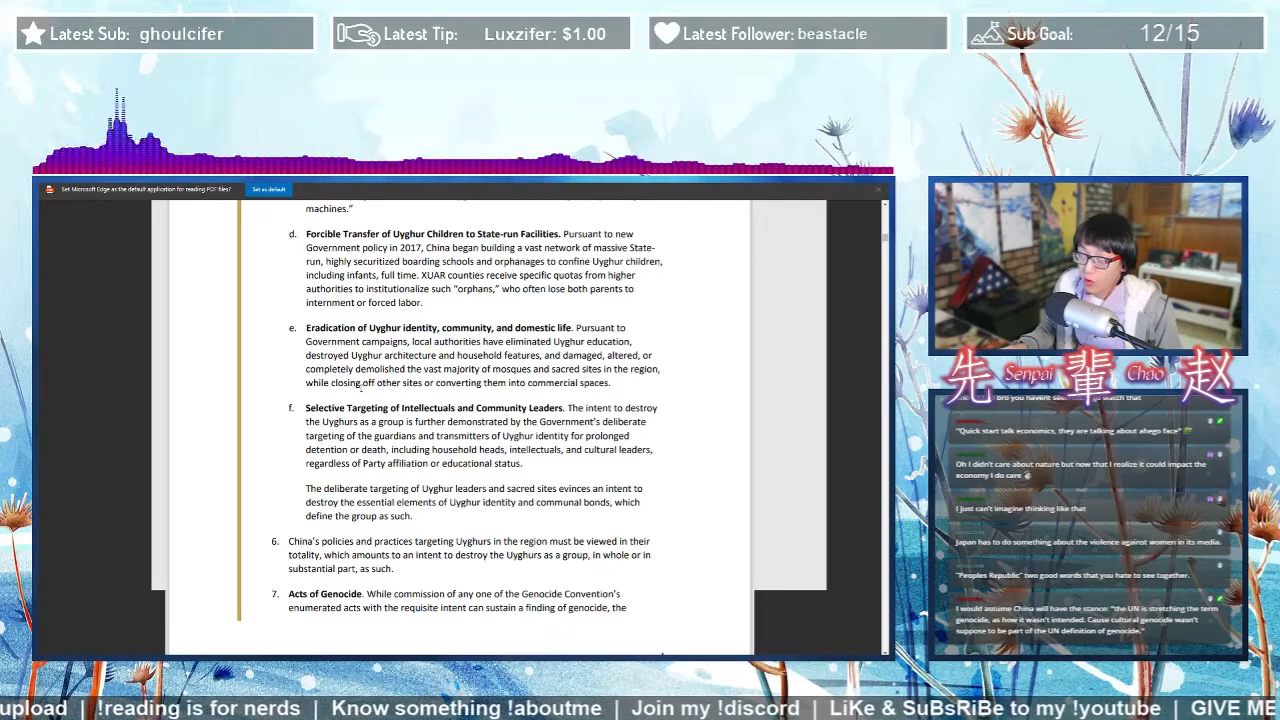 Latest Sub: ghoulcifer
Latest Tip: Luxzifer: $1.00
Latest Follower: beastacle
Sub Goal: 12/15
Set Microsoft Edge as the default application for reading PDF files? Set as default
machines.”
d. Forcible Transfer of Uyghur Children to State-run Facilities. Pursuant to new
Government policy in 2017, China began building a vast network of massive State-
run, highly securitized boarding schools and orphanages to confine Uyghur children,
including infants, full time. XUAR counties receive specific quotas from higher
authorities to institutionalize such “orphans,” who often lose both parents to
internment or forced labor.
e. Eradication of Uyghur identity, community, and domestic life. Pursuant to
Government campaigns, local authorities have eliminated Uyghur education,
destroyed Uyghur architecture and household features, and damaged, altered, or
completely demolished the vast majority of mosques and sacred sites in the region,
while closing off other sites or converting them into commercial spaces.
f. Selective Targeting of Intellectuals and Community Leaders. The intent to destroy
the Uyghurs as a group is further demonstrated by the Government’s deliberate
targeting of the guardians and transmitters of Uyghur identity for prolonged
detention or death, including household heads, intellectuals, and cultural leaders,
regardless of Party affiliation or educational status.
The deliberate targeting of Uyghur leaders and sacred sites evinces an intent to
destroy the essential elements of Uyghur identity and communal bonds, which
define the group as such.
6. China’s policies and practices targeting Uyghurs in the region must be viewed in their
totality, which amounts to an intent to destroy the Uyghurs as a group, in whole or in
substantial part, as such.
7. Acts of Genocide. While commission of any one of the Genocide Convention’s
enumerated acts with the requisite intent can sustain a finding of genocide, the
先 Senpai 輩 Chao 赵
bro you havent seen watch that
"Quick start talk economics, they are talking about ahego face"
Oh I didn't care about nature but now that I realize it could impact the
economy I do care
I just can't imagine thinking like that
Japan has to do something about the violence against women in its media.
"Peoples Republic" two good words that you hate to see together.
I would assume China will have the stance: "the UN is stretching the term
genocide, as how it wasn't intended. Cause cultural genocide wasn't
suppose to be part of the UN definition of genocide."
upload | !reading is for nerds | Know something !aboutme | Join my !discord | LiKe & SuBsRiBe to my !youtube | GIVE ME